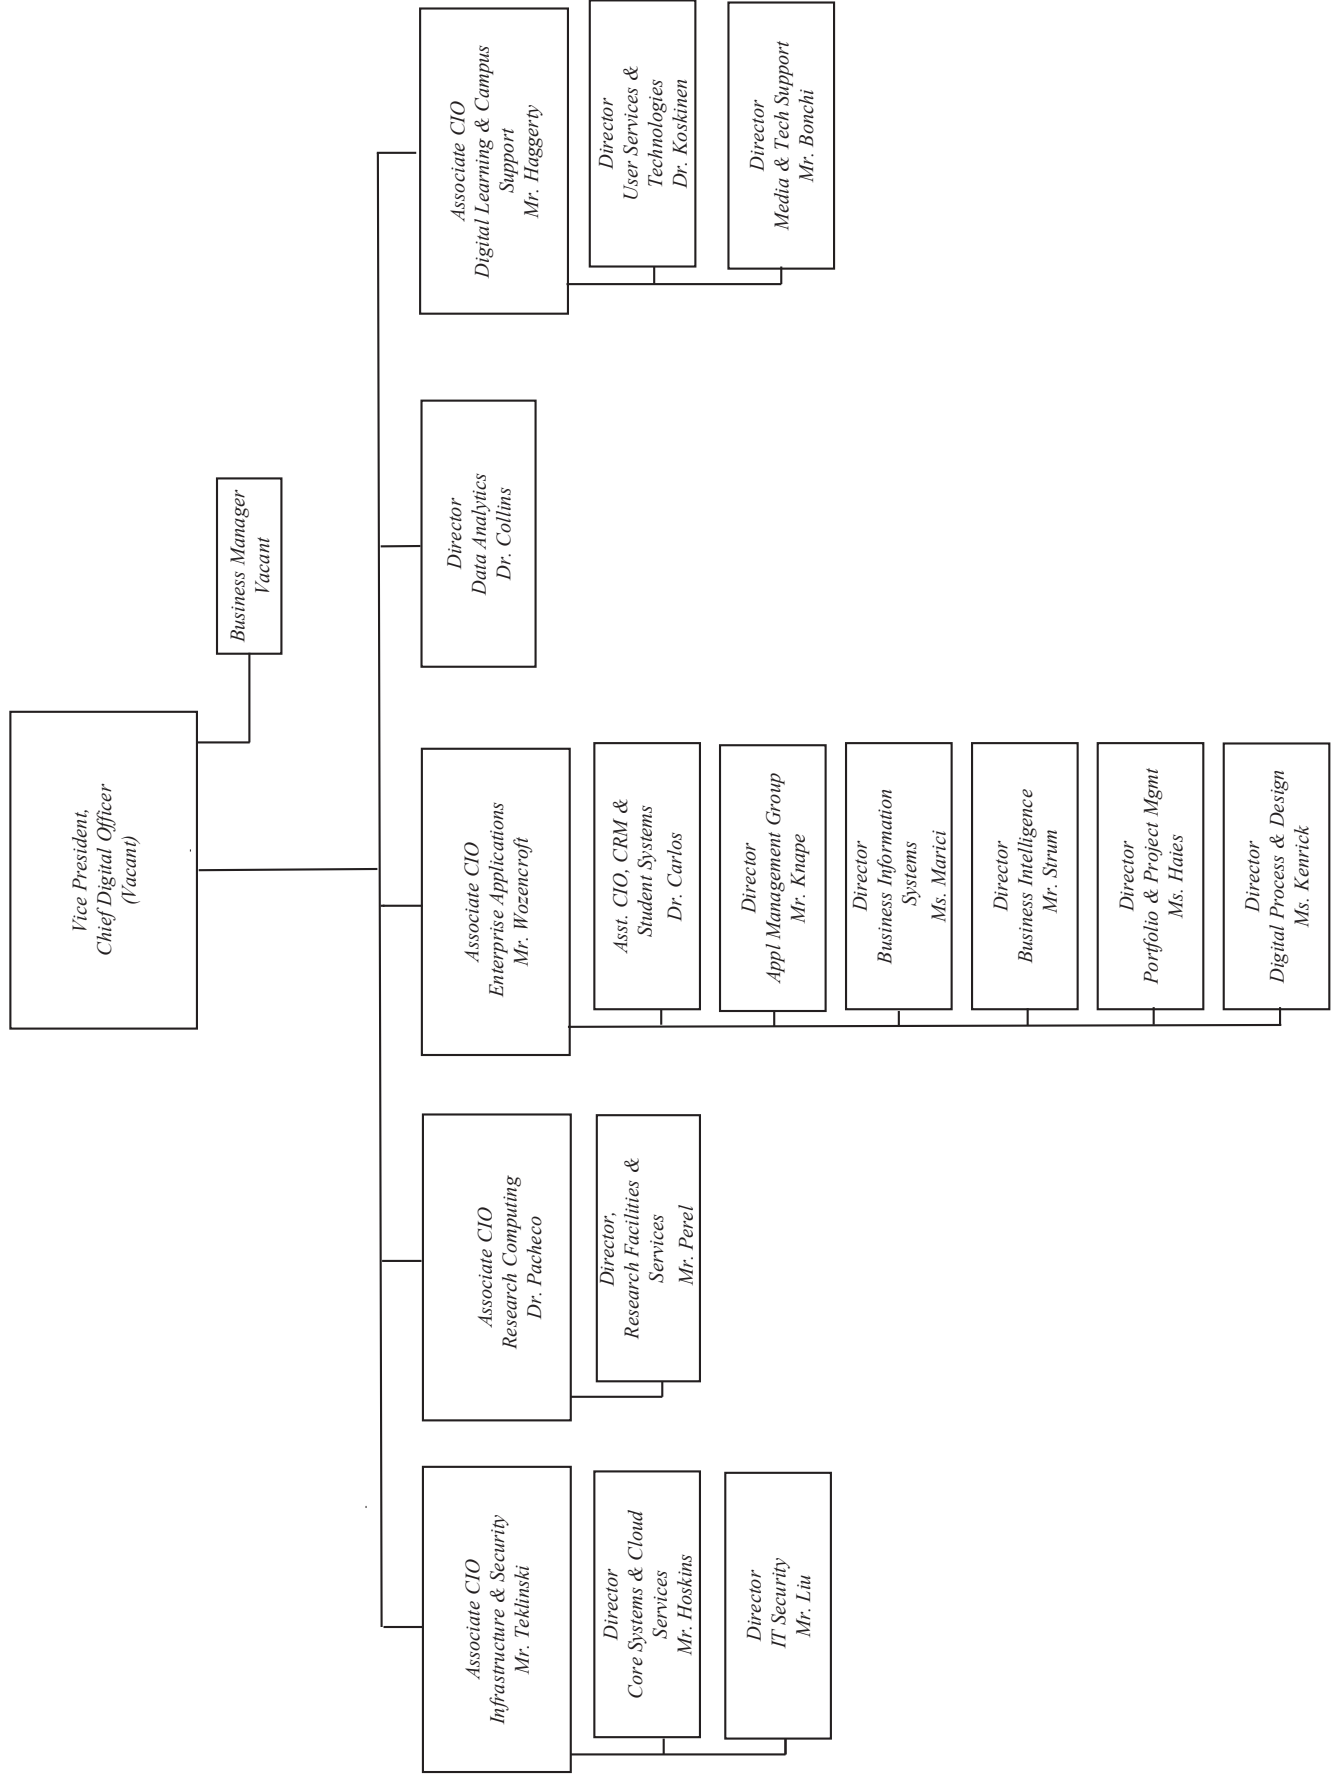 Vice President,
Chief Digital Officer
(Vacant)
Business Manager
Vacant
Associate CIO
Infrastructure & Security
Mr. Teklinski
Director
Core Systems & Cloud
Services
Mr. Hoskins
Director
IT Security
Mr. Liu
Associate CIO
Research Computing
Dr. Pacheco
Director,
Research Facilities &
Services
Mr. Perel
Associate CIO
Enterprise Applications
Mr. Wozencroft
Asst. CIO, CRM &
Student Systems
Dr. Carlos
Director
Appl Management Group
Mr. Knape
Director
Business Information
Systems
Ms. Marici
Director
Business Intelligence
Mr. Strum
Director
Portfolio & Project Mgmt
Ms. Haies
Director
Digital Process & Design
Ms. Kenrick
Director
Data Analytics
Dr. Collins
Associate CIO
Digital Learning & Campus
Support
Mr. Haggerty
Director
User Services &
Technologies
Dr. Koskinen
Director
Media & Tech Support
Mr. Bonchi